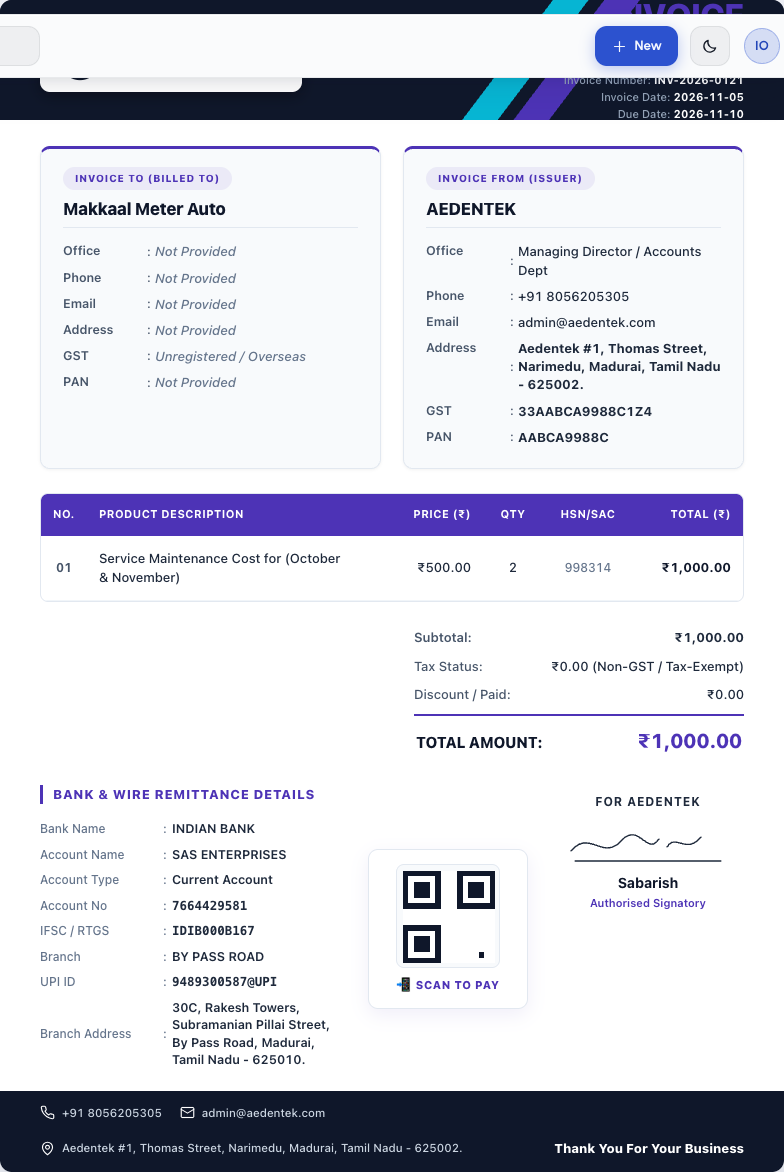 INVOICE
New
IO
Invoice Number: INV-2026-0121
Invoice Date: 2026-11-05
Due Date: 2026-11-10
INVOICE TO (BILLED TO)
Makkaal Meter Auto
Office : Not Provided
Phone : Not Provided
Email : Not Provided
Address : Not Provided
GST : Unregistered / Overseas
PAN : Not Provided
INVOICE FROM (ISSUER)
AEDENTEK
Office : Managing Director / Accounts
Dept
Phone : +91 8056205305
Email : admin@aedentek.com
Address : Aedentek #1, Thomas Street,
Narimedu, Madurai, Tamil Nadu
- 625002.
GST : 33AABCA9988C1Z4
PAN : AABCA9988C
NO. PRODUCT DESCRIPTION PRICE (₹) QTY HSN/SAC TOTAL (₹)
01 Service Maintenance Cost for (October
& November) ₹500.00 2 998314 ₹1,000.00
Subtotal: ₹1,000.00
Tax Status: ₹0.00 (Non-GST / Tax-Exempt)
Discount / Paid: ₹0.00
TOTAL AMOUNT: ₹1,000.00
BANK & WIRE REMITTANCE DETAILS
Bank Name : INDIAN BANK
Account Name : SAS ENTERPRISES
Account Type : Current Account
Account No : 7664429581
IFSC / RTGS : IDIB000B167
Branch : BY PASS ROAD
UPI ID : 9489300587@UPI
Branch Address : 30C, Rakesh Towers,
Subramanian Pillai Street,
By Pass Road, Madurai,
Tamil Nadu - 625010.
SCAN TO PAY
FOR AEDENTEK
Sabarish
Authorised Signatory
+91 8056205305 admin@aedentek.com
Aedentek #1, Thomas Street, Narimedu, Madurai, Tamil Nadu - 625002.
Thank You For Your Business